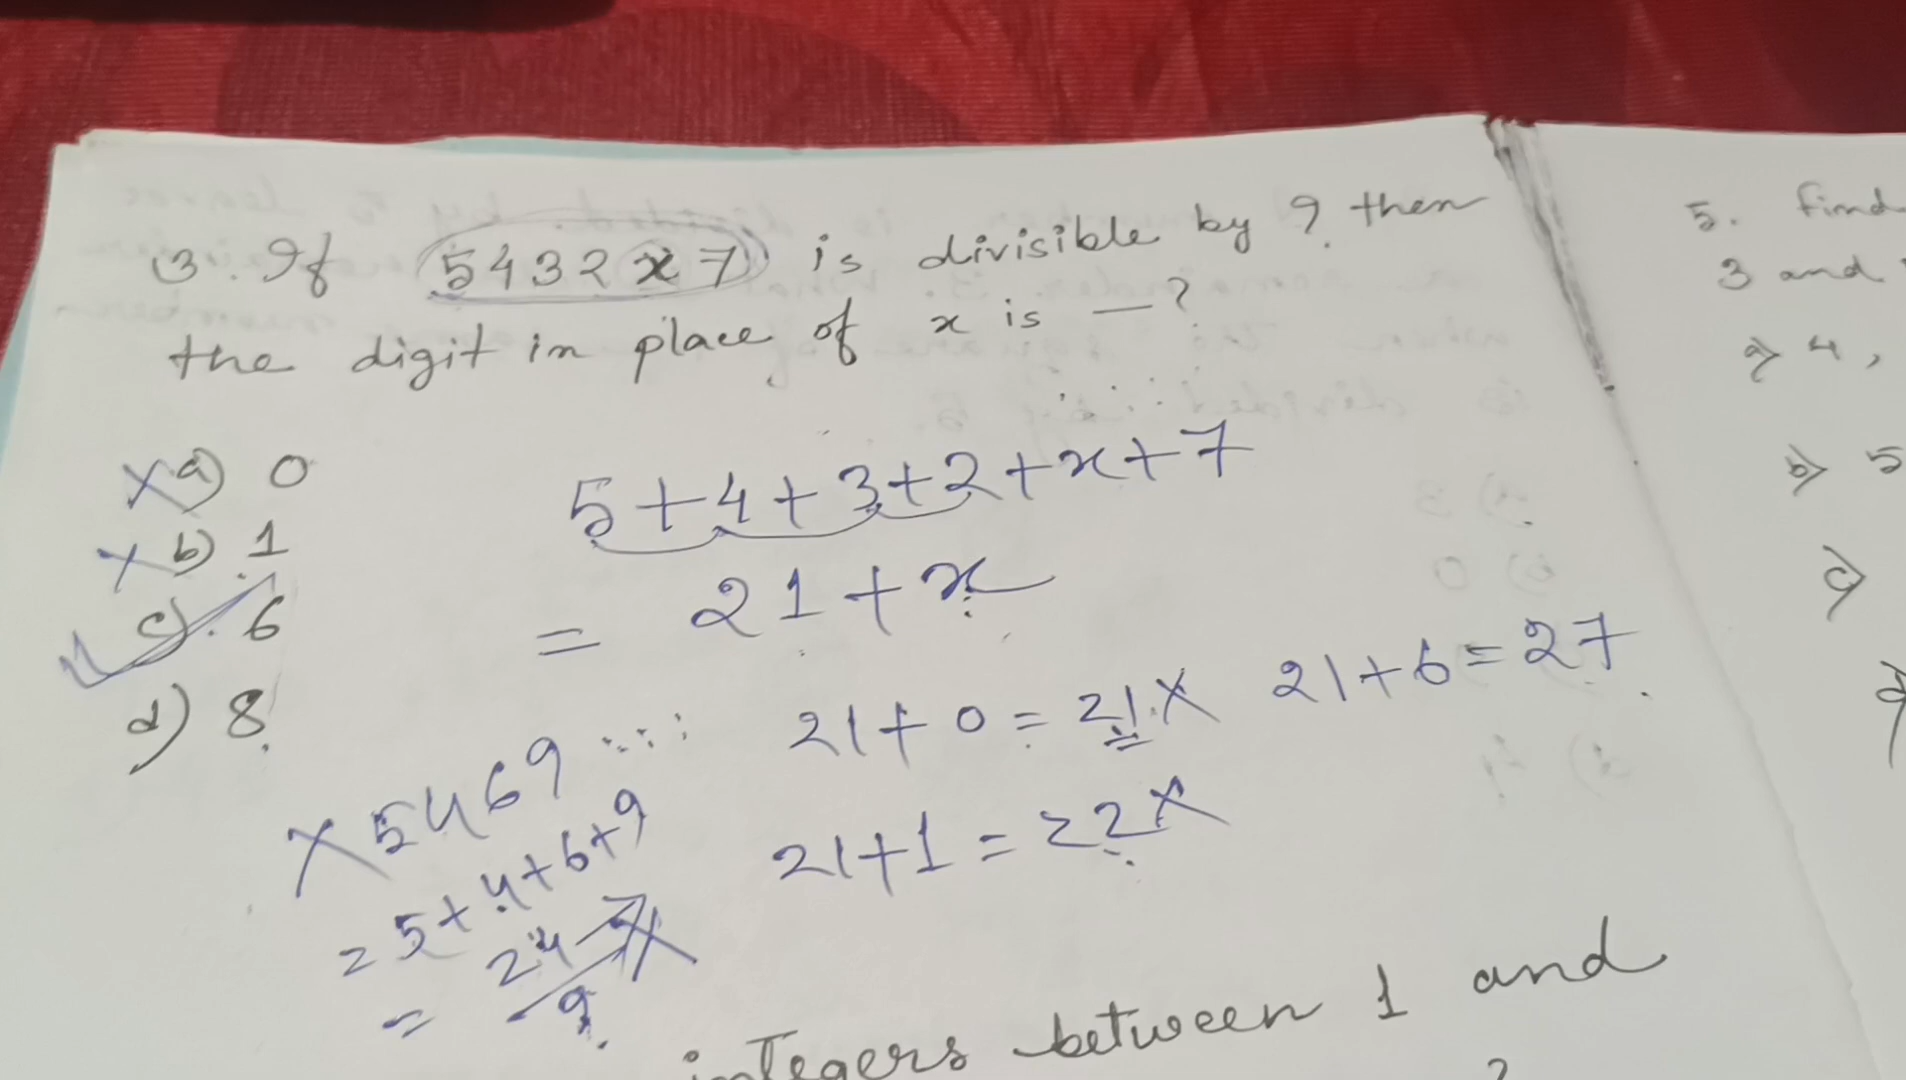 3. If 5432x7 is divisible by 9 then
the digit in place of x is — ?
a) 0
b) 1
c) 6
d) 8
5+4+3+2+x+7
= 21+x
21+0 = 21 X 21+6=27
21+1 = 22 X
X 5469
=5+4+6+9
= 24/9 X
integers between 1 and
?
5. Find
3 and
a) 4,
b) 5
c)
d)